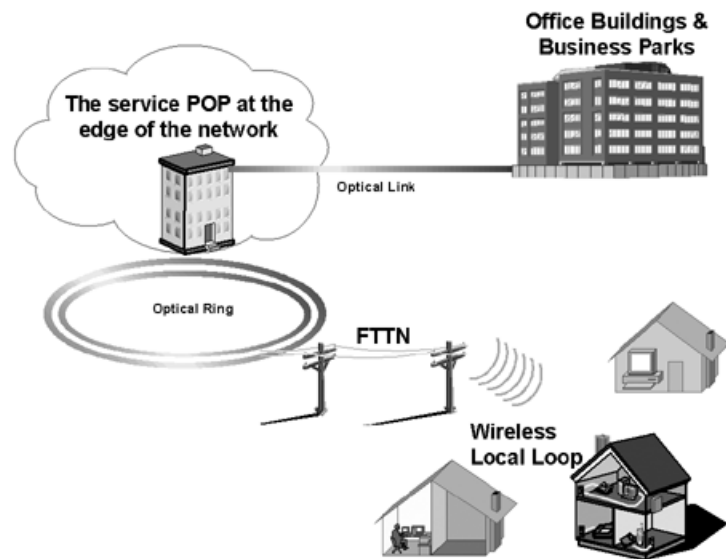 Office Buildings &
Business Parks
The service POP at the
edge of the network
Optical Link
Optical Ring
FTTN
Wireless
Local Loop